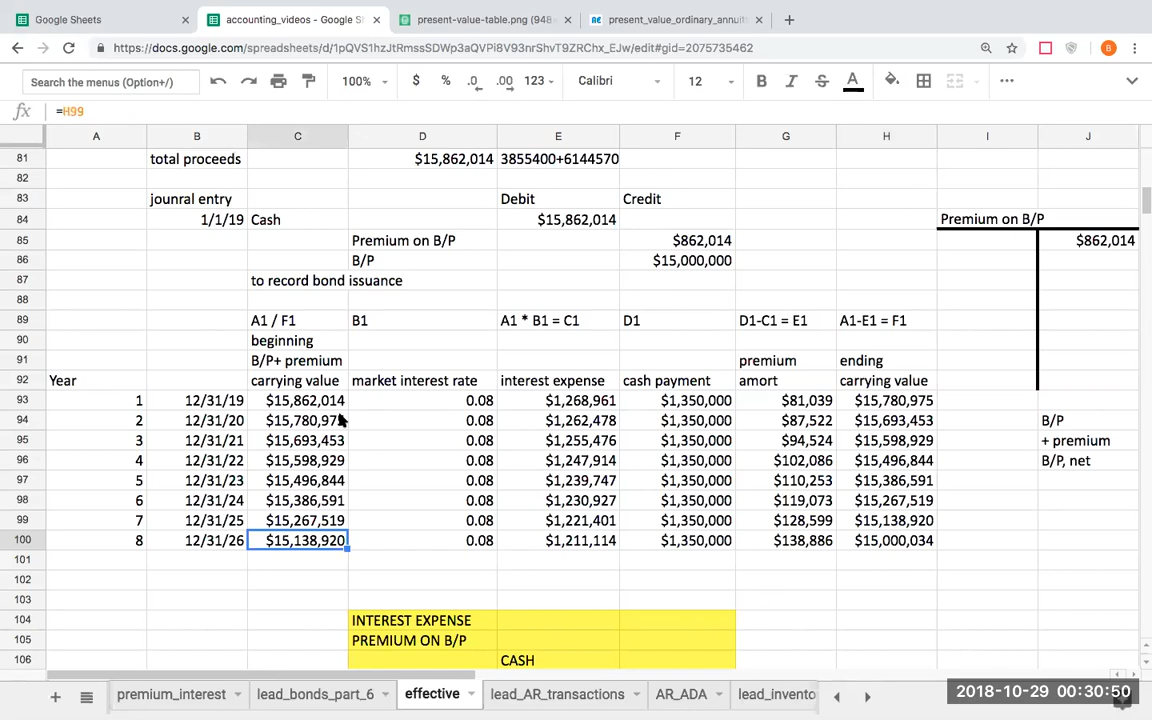 Google Sheets
accounting_videos - Google S
present-value-table.png (948×
present_value_ordinary_annuit
https://docs.google.com/spreadsheets/d/1pQVS1hzJtRmssSDWp3aQVPi8V93nrShvT9ZRChx_EJw/edit#gid=2075735462
Search the menus (Option+/) 100% $ % .0 .00 123 Calibri 12 B I S A
fx =H99
A B C D E F G H I J
81 total proceeds $15,862,014 3855400+6144570
82
83 jounral entry Debit Credit
84 1/1/19 Cash $15,862,014 Premium on B/P
85 Premium on B/P $862,014 $862,014
86 B/P $15,000,000
87 to record bond issuance
88
89 A1 / F1 B1 A1 * B1 = C1 D1 D1-C1 = E1 A1-E1 = F1
90 beginning
91 B/P+ premium premium ending
92 Year carrying value market interest rate interest expense cash payment amort carrying value
93 1 12/31/19 $15,862,014 0.08 $1,268,961 $1,350,000 $81,039 $15,780,975
94 2 12/31/20 $15,780,975 0.08 $1,262,478 $1,350,000 $87,522 $15,693,453 B/P
95 3 12/31/21 $15,693,453 0.08 $1,255,476 $1,350,000 $94,524 $15,598,929 + premium
96 4 12/31/22 $15,598,929 0.08 $1,247,914 $1,350,000 $102,086 $15,496,844 B/P, net
97 5 12/31/23 $15,496,844 0.08 $1,239,747 $1,350,000 $110,253 $15,386,591
98 6 12/31/24 $15,386,591 0.08 $1,230,927 $1,350,000 $119,073 $15,267,519
99 7 12/31/25 $15,267,519 0.08 $1,221,401 $1,350,000 $128,599 $15,138,920
100 8 12/31/26 $15,138,920 0.08 $1,211,114 $1,350,000 $138,886 $15,000,034
101
102
103
104 INTEREST EXPENSE
105 PREMIUM ON B/P
106 CASH
premium_interest lead_bonds_part_6 effective lead_AR_transactions AR_ADA lead_invento
2018-10-29 00:30:50